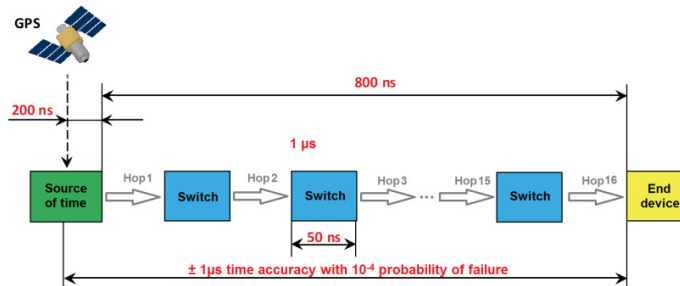 GPS
800 ns
200 ns
1 µs
Hop1
Hop2
Hop3
Hop15
Hop16
Source
of time
Switch
Switch
...
Switch
End
device
50 ns
± 1µs time accuracy with 10⁻⁴ probability of failure